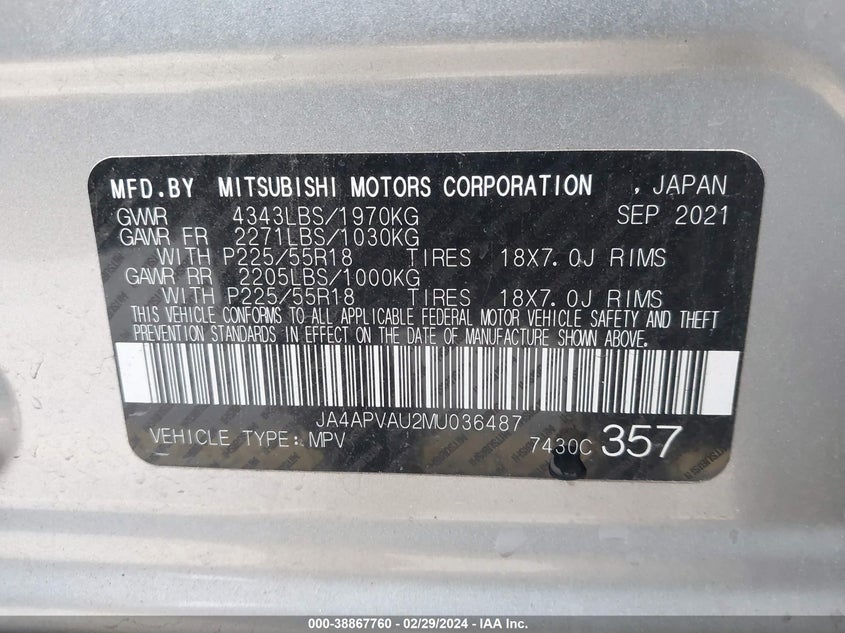 MFD.BY MITSUBISHI MOTORS CORPORATION , JAPAN
GVWR 4343LBS/1970KG SEP 2021
GAWR FR 2271LBS/1030KG
WITH P225/55R18 TIRES 18X7.0J RIMS
GAWR RR 2205LBS/1000KG
WITH P225/55R18 TIRES 18X7.0J RIMS
THIS VEHICLE CONFORMS TO ALL APPLICABLE FEDERAL MOTOR VEHICLE SAFETY AND THEFT
PREVENTION STANDARDS IN EFFECT ON THE DATE OF MANUFACTURE SHOWN ABOVE.
JA4APVAU2MU036487
VEHICLE TYPE: MPV 7430C 357
000-38867760 - 02/29/2024 - IAA Inc.